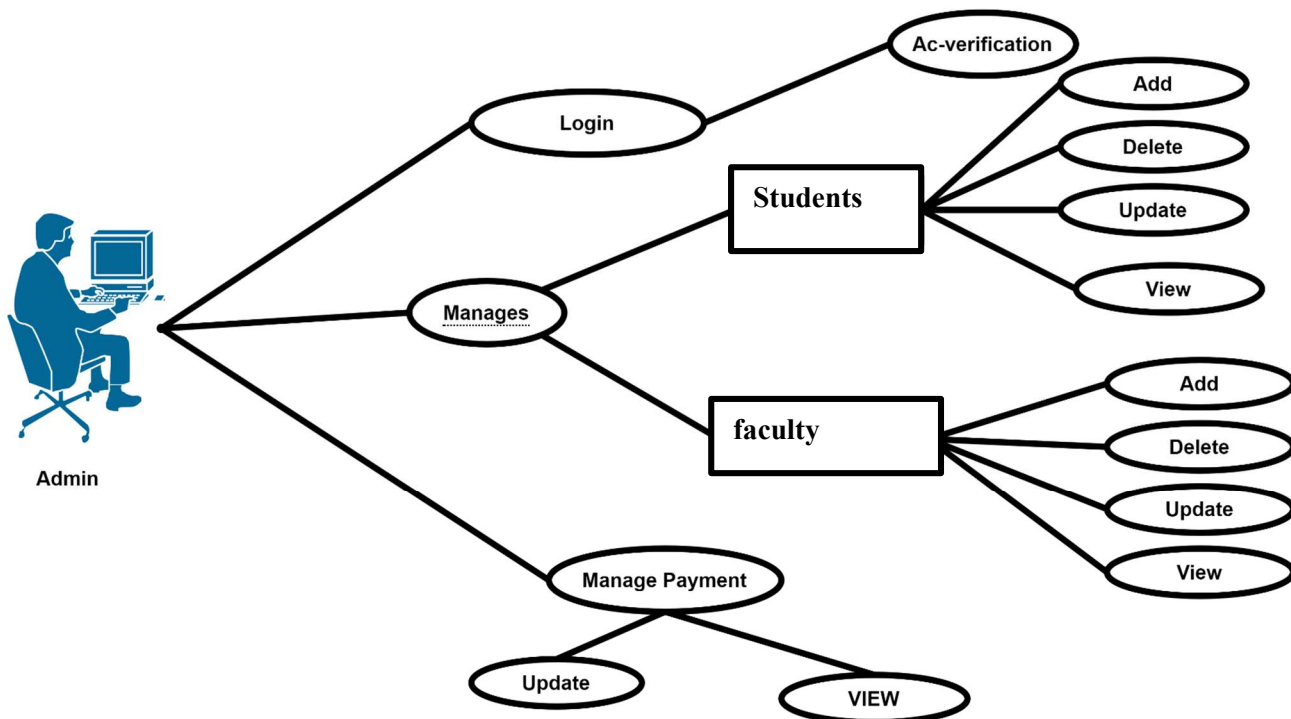 Ac-verification
Login
Add
Delete
Students
Update
View
Manages
Add
faculty
Delete
Admin
Update
View
Manage Payment
Update
VIEW